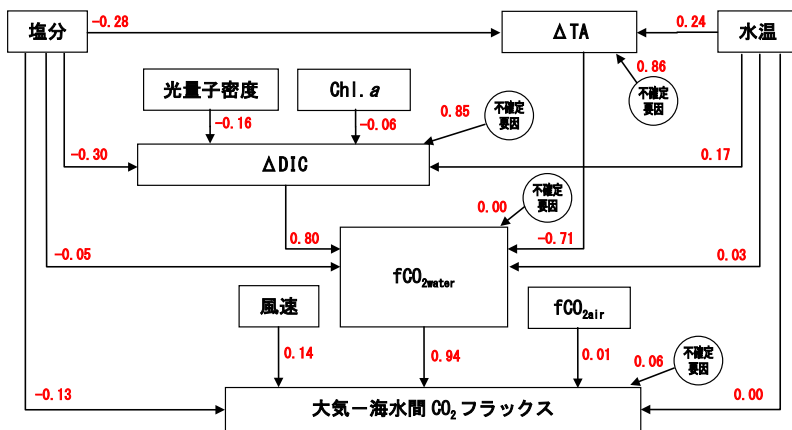 塩分
-0.28
ΔTA
0.24
水温
0.86
不確定
要因
光量子密度
Chl.a
-0.16
-0.06
0.85
不確定
要因
-0.30
ΔDIC
0.17
0.00
不確定
要因
0.80
-0.71
-0.05
fCO₂water
0.03
風速
fCO₂air
0.14
0.94
0.01
0.06
不確定
要因
-0.13
大気－海水間 CO₂フラックス
0.00